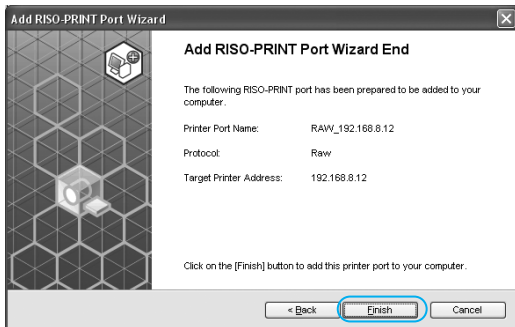 Add RISO-PRINT Port Wizard
Add RISO-PRINT Port Wizard End
The following RISO-PRINT port has been prepared to be added to your
computer.
Printer Port Name: RAW_192.168.8.12
Protocol: Raw
Target Printer Address: 192.168.8.12
Click on the [Finish] button to add this printer port to your computer.
< Back Finish Cancel